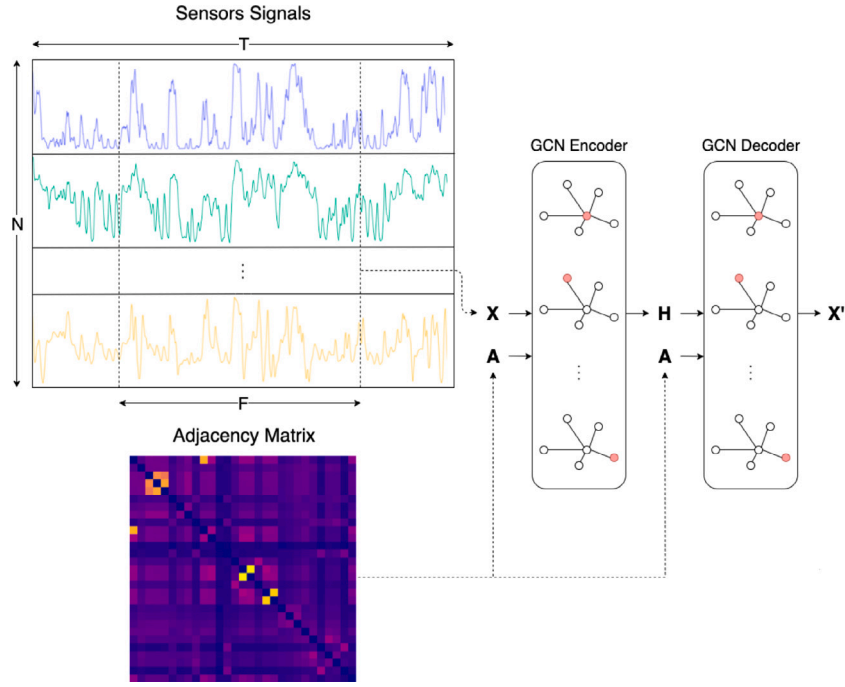 Sensors Signals
T
N
GCN Encoder
GCN Decoder
⋮
X
H
X'
A
A
⋮
⋮
F
Adjacency Matrix